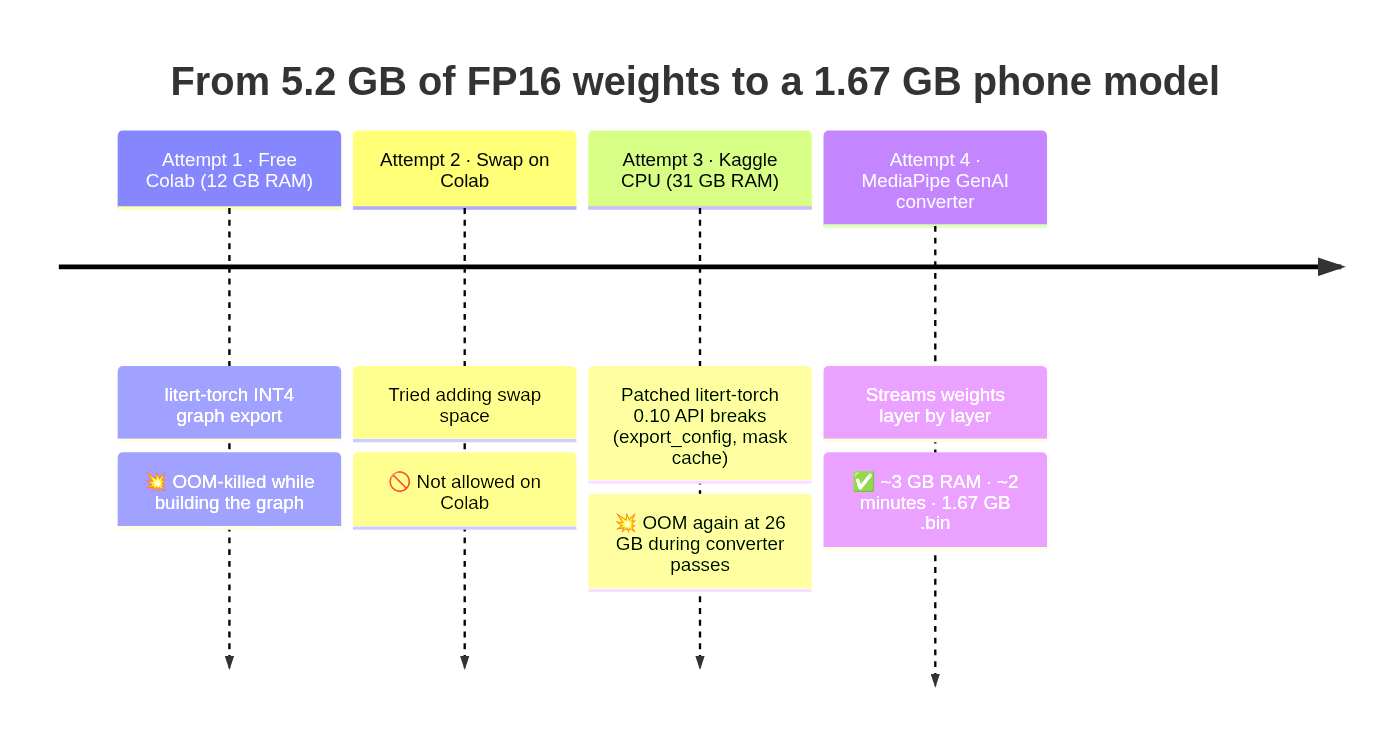 From 5.2 GB of FP16 weights to a 1.67 GB phone model
Attempt 1 · Free
Colab (12 GB RAM)
Attempt 2 · Swap on
Colab
Attempt 3 · Kaggle
CPU (31 GB RAM)
Attempt 4 ·
MediaPipe GenAI
converter
litert-torch INT4
graph export
💥 OOM-killed while
building the graph
Tried adding swap
space
🚫 Not allowed on
Colab
Patched litert-torch
0.10 API breaks
(export_config, mask
cache)
💥 OOM again at 26
GB during converter
passes
Streams weights
layer by layer
✅ ~3 GB RAM · ~2
minutes · 1.67 GB
.bin